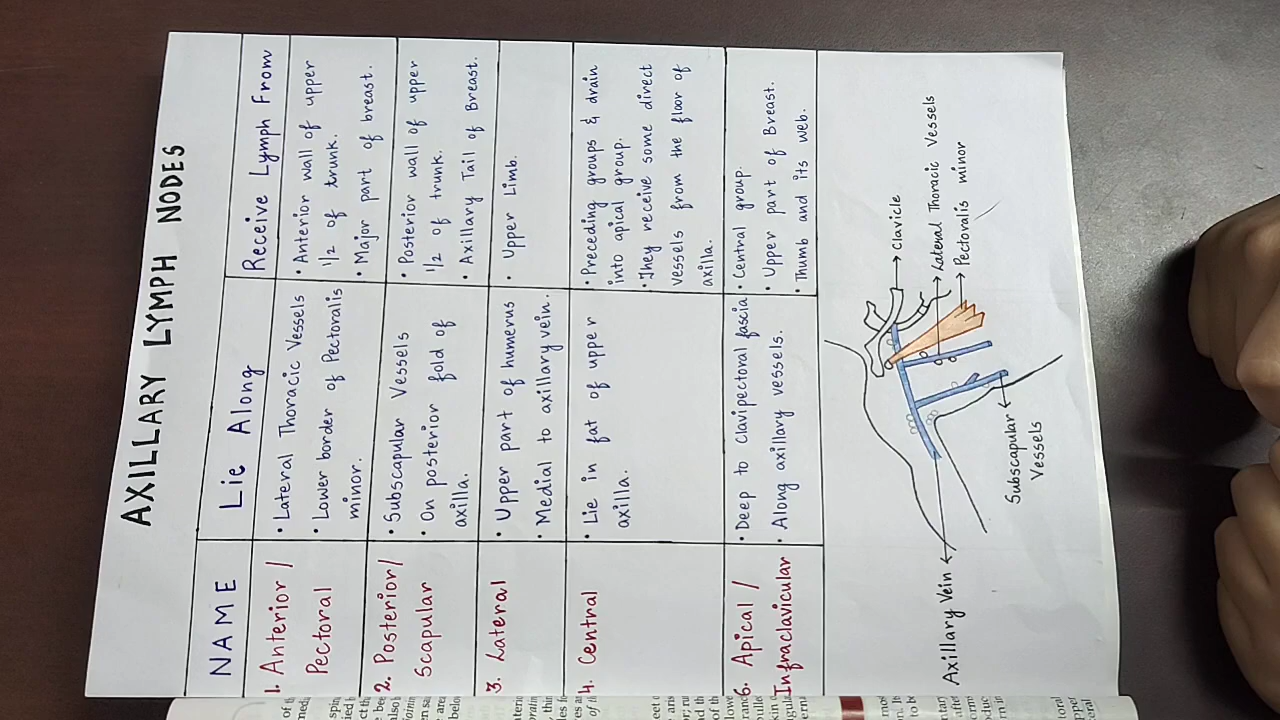 AXILLARY LYMPH NODES
NAME
Lie Along
Receive Lymph From
1. Anterior /
Pectoral
• Lateral Thoracic Vessels
• Lower border of Pectoralis
minor.
• Anterior wall of upper
1/2 of trunk.
• Major part of breast.
2. Posterior/
Scapular
• Subscapular Vessels
• On posterior fold of
axilla.
• Posterior wall of upper
1/2 of trunk.
• Axillary Tail of Breast.
3. Lateral
• Upper part of humerus
• Medial to axillary vein.
• Upper Limb.
4. Central
• Lie in fat of upper
axilla.
• Preceding groups & drain
into apical group.
• They receive some direct
vessels from the floor of
axilla.
6. Apical /
Infraclavicular
• Deep to Clavipectoral fascia
• Along axillary vessels.
• Central group.
• Upper part of Breast.
• Thumb and its web.
Clavicle
Lateral Thoracic Vessels
Pectoralis minor
Subscapular
Vessels
Axillary Vein